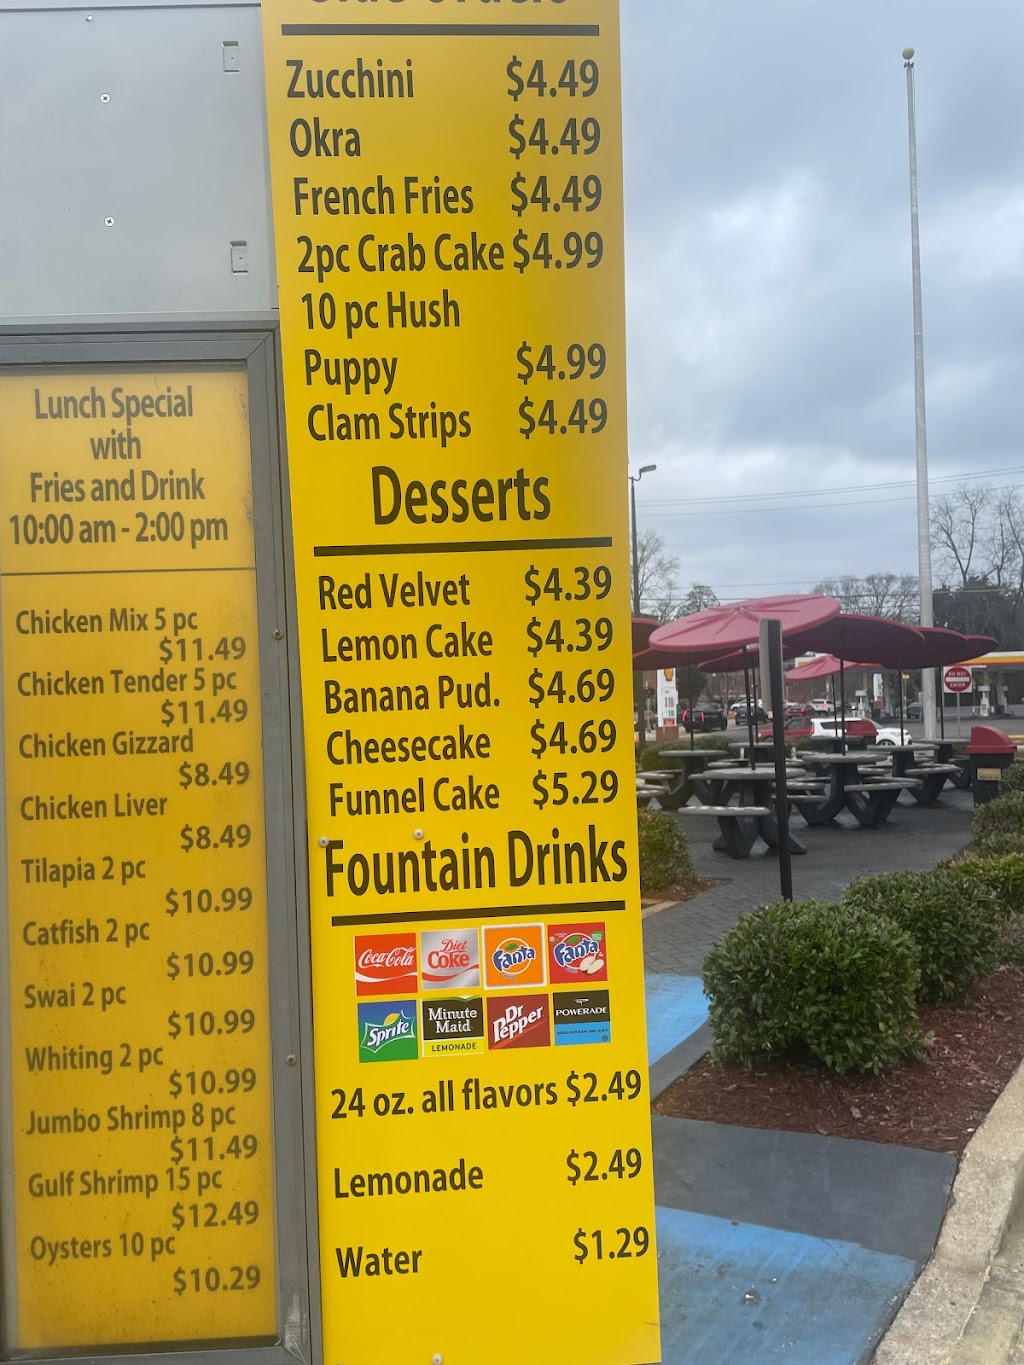 Side Orders
Zucchini $4.49
Okra $4.49
French Fries $4.49
2pc Crab Cake $4.99
10 pc Hush
Puppy $4.99
Clam Strips $4.49
Desserts
Red Velvet $4.39
Lemon Cake $4.39
Banana Pud. $4.69
Cheesecake $4.69
Funnel Cake $5.29
Fountain Drinks
Coca-Cola
Diet Coke
Fanta
Fanta
Sprite
Minute Maid
LEMONADE
Dr Pepper
POWERADE
MOUNTAIN BLAST
24 oz. all flavors $2.49
Lemonade $2.49
Water $1.29
Lunch Special
with
Fries and Drink
10:00 am - 2:00 pm
Chicken Mix 5 pc
$11.49
Chicken Tender 5 pc
$11.49
Chicken Gizzard
$8.49
Chicken Liver
$8.49
Tilapia 2 pc
$10.99
Catfish 2 pc
$10.99
Swai 2 pc
$10.99
Whiting 2 pc
$10.99
Jumbo Shrimp 8 pc
$11.49
Gulf Shrimp 15 pc
$12.49
Oysters 10 pc
$10.29
DO NOT
ENTER